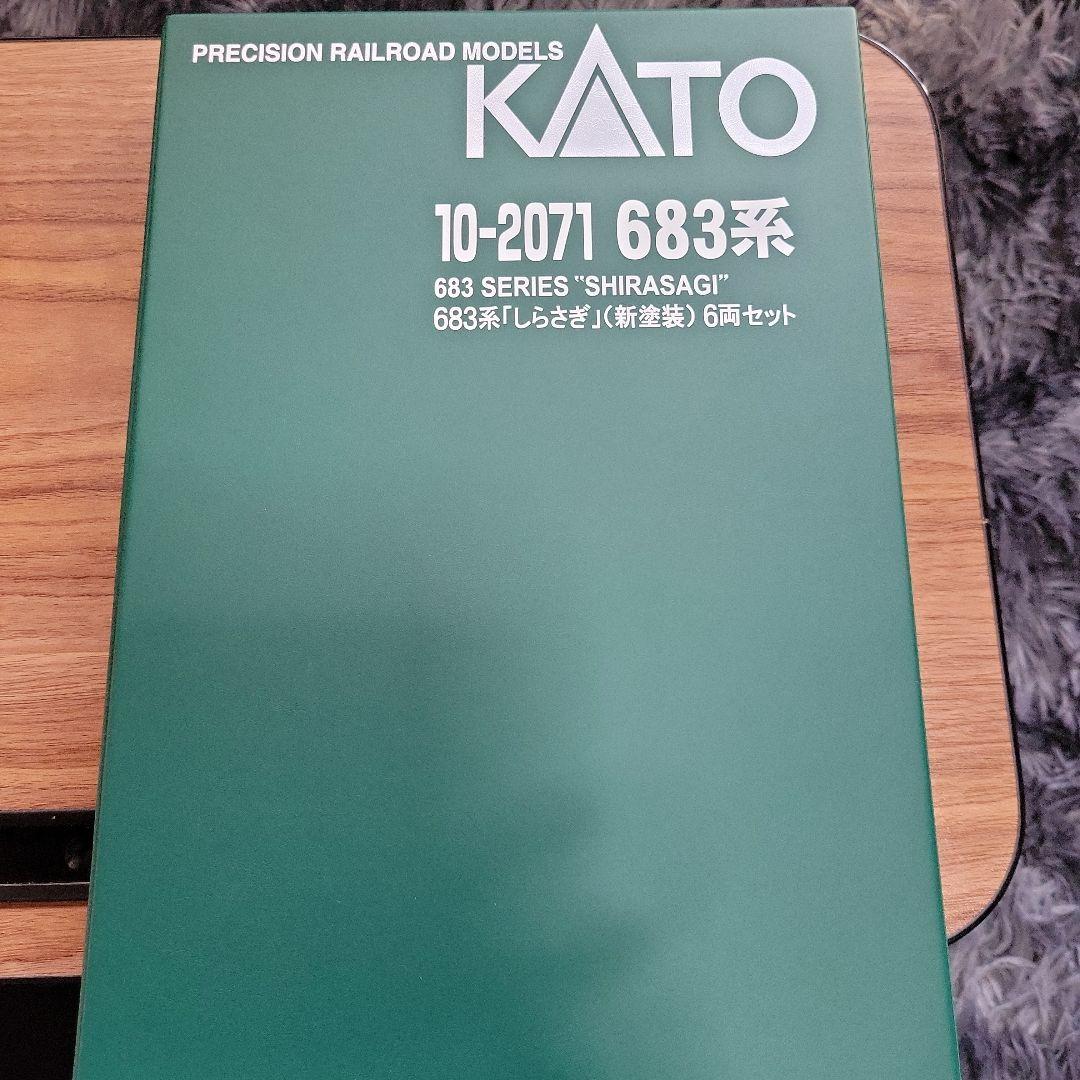 PRECISION RAILROAD MODELS
KATO
10-2071 683系
683 SERIES "SHIRASAGI"
683系「しらさぎ」(新塗装) 6両セット